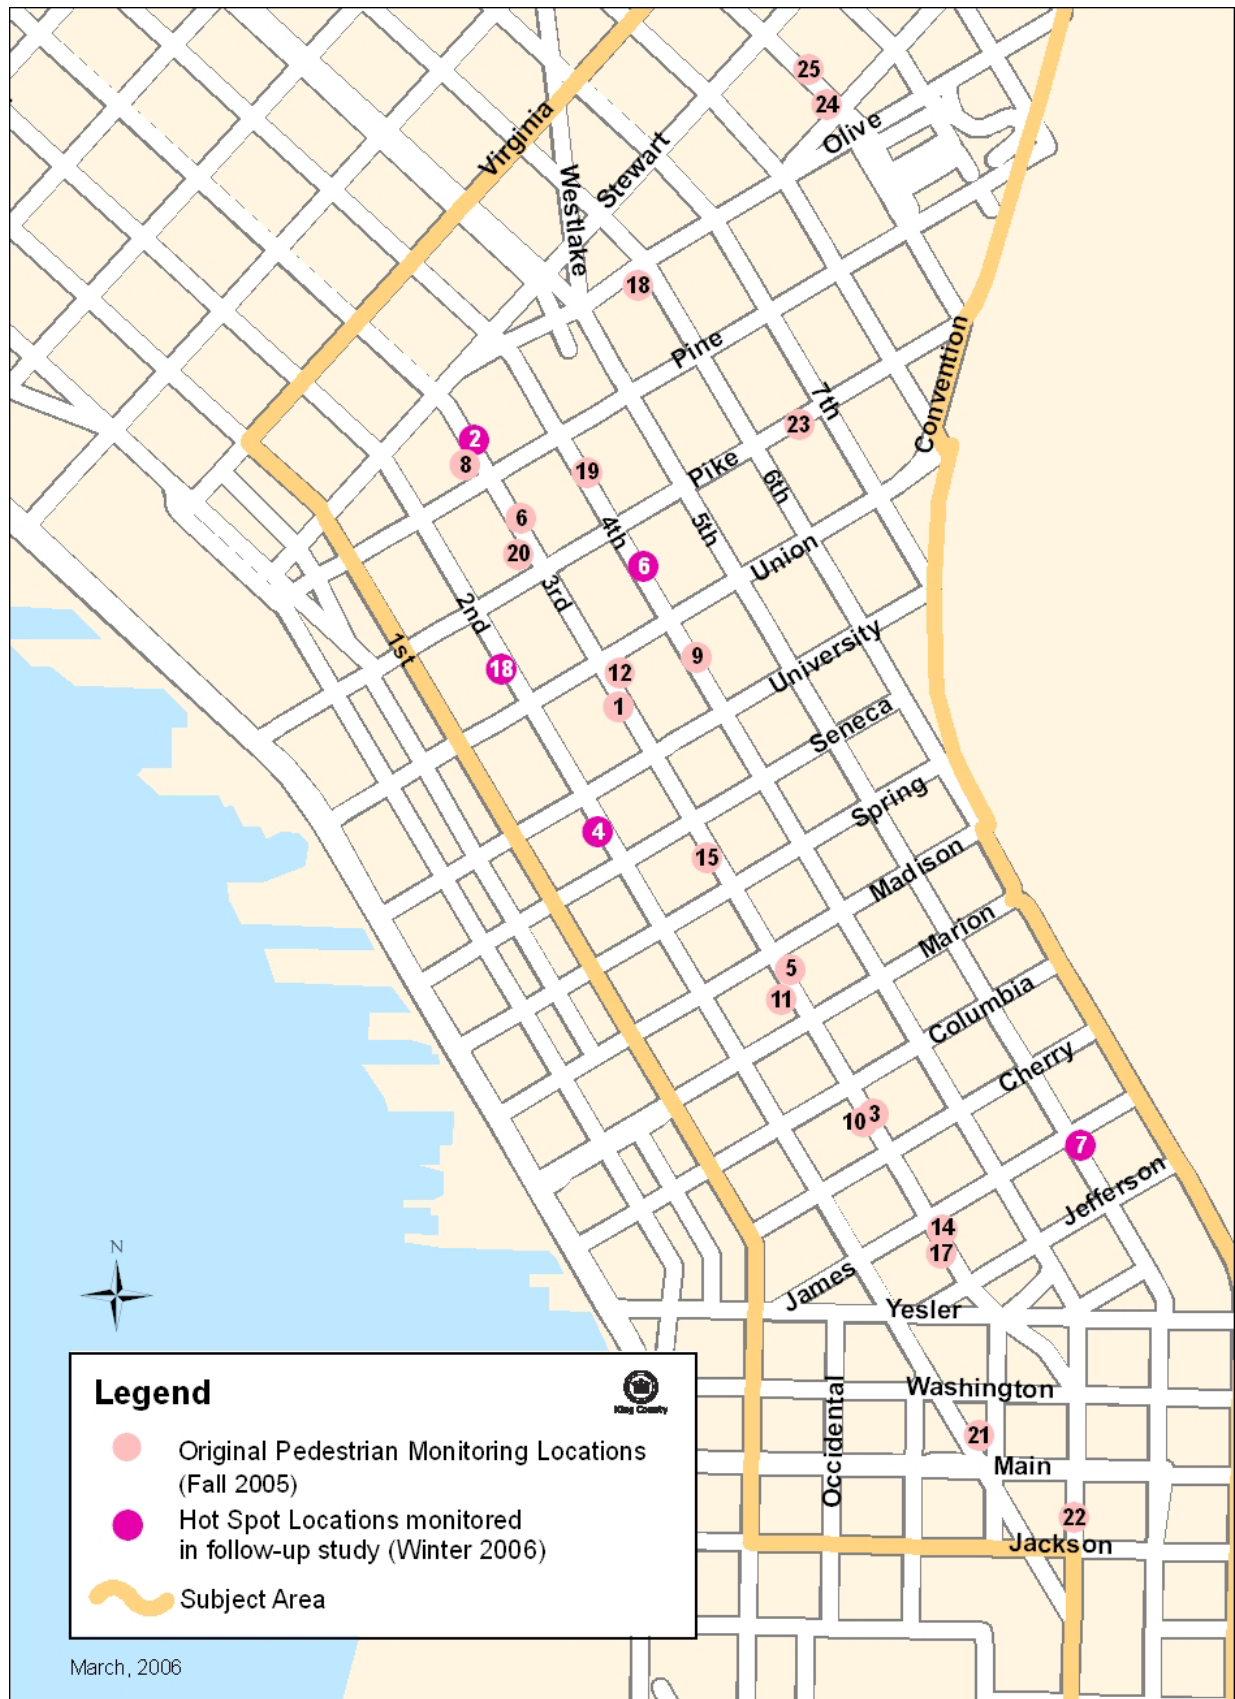 25
24
Olive
Virginia
Stewart
Westlake
18
Pine
Convention
7th
23
2
8
19
Pike
6th
6
4th
5th
20
6
Union
3rd
2nd
1st
18
12
9
University
1
Seneca
4
Spring
15
Madison
Marion
5
11
Columbia
Cherry
10
3
7
Jefferson
14
17
N
James
Yesler
Washington
Occidental
21
Main
22
Jackson
Legend
King County
Original Pedestrian Monitoring Locations
(Fall 2005)
Hot Spot Locations monitored
in follow-up study (Winter 2006)
Subject Area
March, 2006